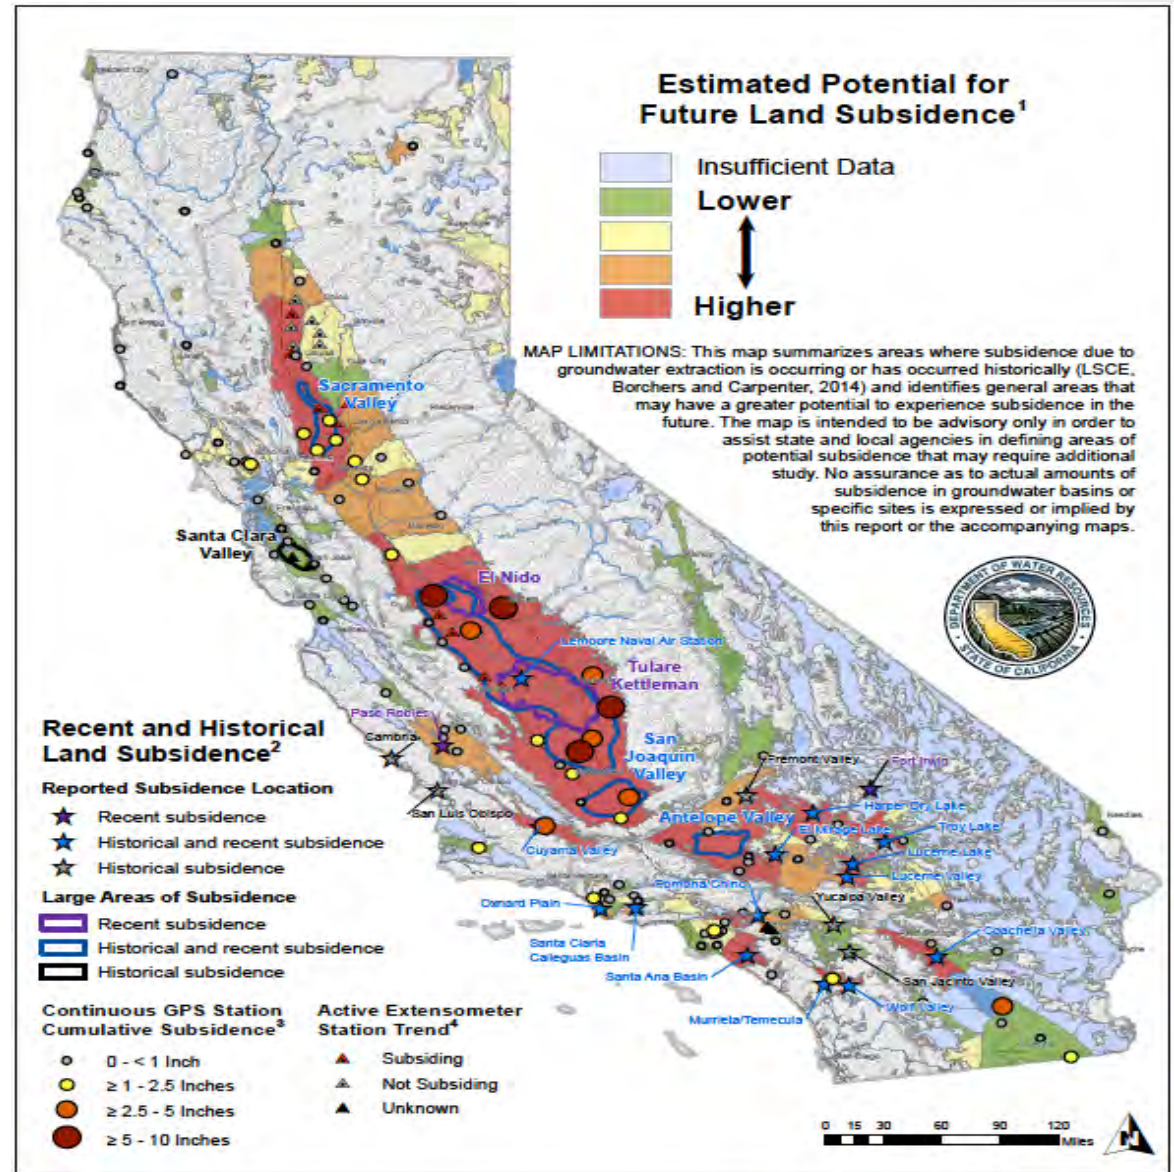 Estimated Potential for
Future Land Subsidence1
Insufficient Data
Lower
Higher
MAP LIMITATIONS: This map summarizes areas where subsidence due to
groundwater extraction is occurring or has occurred historically (LSCE,
Borchers and Carpenter, 2014) and identifies general areas that
may have a greater potential to experience subsidence in the
future. The map is intended to be advisory only in order to
assist state and local agencies in defining areas of
potential subsidence that may require additional
study. No assurance as to actual amounts of
subsidence in groundwater basins or
specific sites is expressed or implied by
this report or the accompanying maps.
DEPARTMENT OF WATER RESOURCES
STATE OF CALIFORNIA
Sacramento
Valley
Santa Clara
Valley
El Nido
Lemoore Naval Air Station
Tulare
Kettleman
Paso Robles
Cambria
San
Joaquin
Valley
San Luis Obispo
Fremont Valley
Fort Irwin
Harper Dry Lake
Antelope Valley
El Mirage Lake
Troy Lake
Cuyama Valley
Lucerne Lake
Lucerne Valley
Pomona/Chino
Yucaipa Valley
Oxnard Plain
Santa Clarla
Calleguas Basin
Coachella Valley
Santa Ana Basin
San Jacinto Valley
Wolf Valley
Murrieta/Temecula
Needles
Recent and Historical
Land Subsidence2
Reported Subsidence Location
Recent subsidence
Historical and recent subsidence
Historical subsidence
Large Areas of Subsidence
Recent subsidence
Historical and recent subsidence
Historical subsidence
Continuous GPS Station
Cumulative Subsidence3
0 - < 1 Inch
≥ 1 - 2.5 Inches
≥ 2.5 - 5 Inches
≥ 5 - 10 Inches
Active Extensometer
Station Trend4
Subsiding
Not Subsiding
Unknown
0 15 30 60 90 120
Miles
N